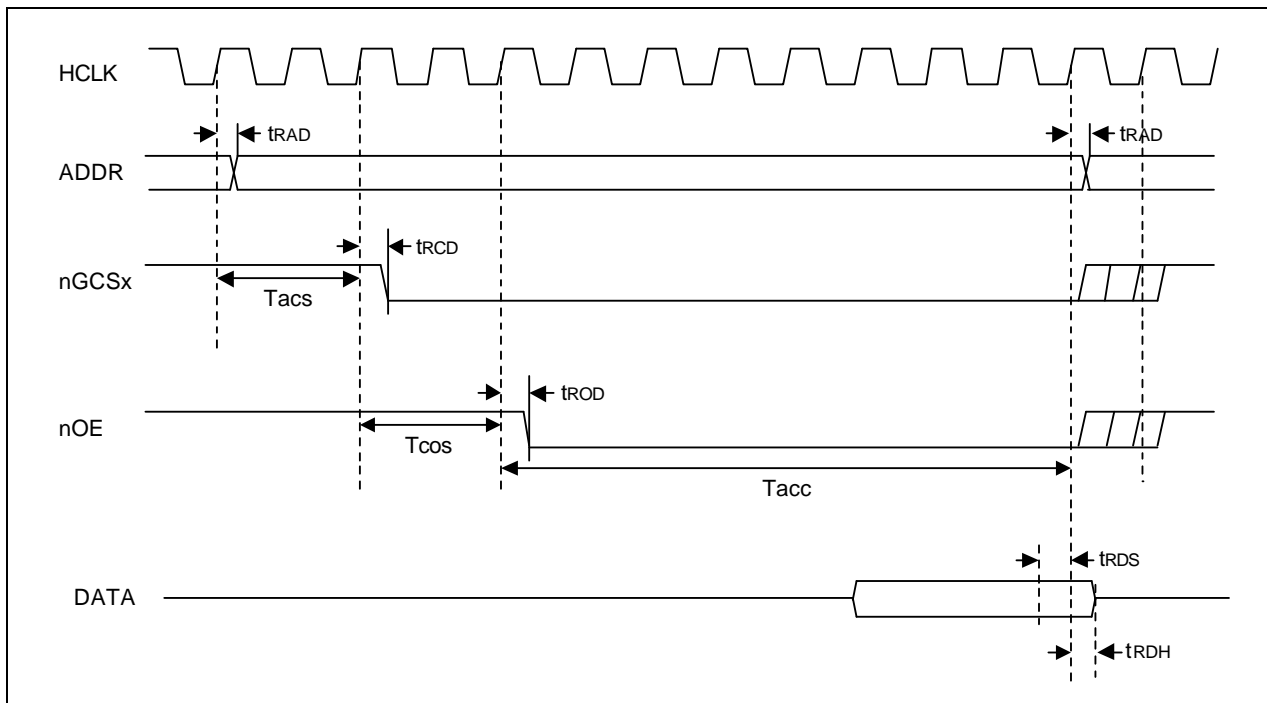 HCLK
tRAD
tRAD
ADDR
tRCD
nGCSx
Tacs
tROD
nOE
Tcos
Tacc
tRDS
DATA
tRDH